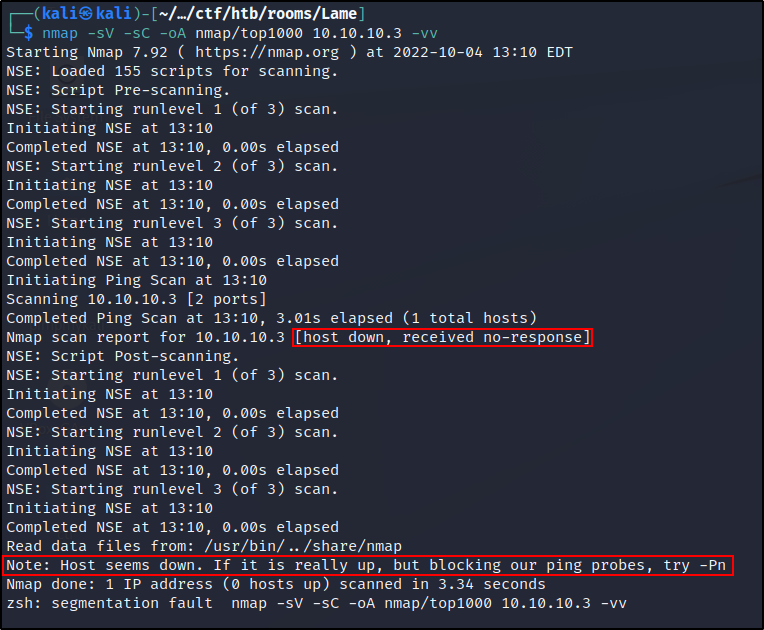 ┌──(kali㉿kali)-[~/…/ctf/htb/rooms/Lame]
└─$ nmap -sV -sC -oA nmap/top1000 10.10.10.3 -vv
Starting Nmap 7.92 ( https://nmap.org ) at 2022-10-04 13:10 EDT
NSE: Loaded 155 scripts for scanning.
NSE: Script Pre-scanning.
NSE: Starting runlevel 1 (of 3) scan.
Initiating NSE at 13:10
Completed NSE at 13:10, 0.00s elapsed
NSE: Starting runlevel 2 (of 3) scan.
Initiating NSE at 13:10
Completed NSE at 13:10, 0.00s elapsed
NSE: Starting runlevel 3 (of 3) scan.
Initiating NSE at 13:10
Completed NSE at 13:10, 0.00s elapsed
Initiating Ping Scan at 13:10
Scanning 10.10.10.3 [2 ports]
Completed Ping Scan at 13:10, 3.01s elapsed (1 total hosts)
Nmap scan report for 10.10.10.3 [host down, received no-response]
NSE: Script Post-scanning.
NSE: Starting runlevel 1 (of 3) scan.
Initiating NSE at 13:10
Completed NSE at 13:10, 0.00s elapsed
NSE: Starting runlevel 2 (of 3) scan.
Initiating NSE at 13:10
Completed NSE at 13:10, 0.00s elapsed
NSE: Starting runlevel 3 (of 3) scan.
Initiating NSE at 13:10
Completed NSE at 13:10, 0.00s elapsed
Read data files from: /usr/bin/../share/nmap
Note: Host seems down. If it is really up, but blocking our ping probes, try -Pn
Nmap done: 1 IP address (0 hosts up) scanned in 3.34 seconds
zsh: segmentation fault  nmap -sV -sC -oA nmap/top1000 10.10.10.3 -vv